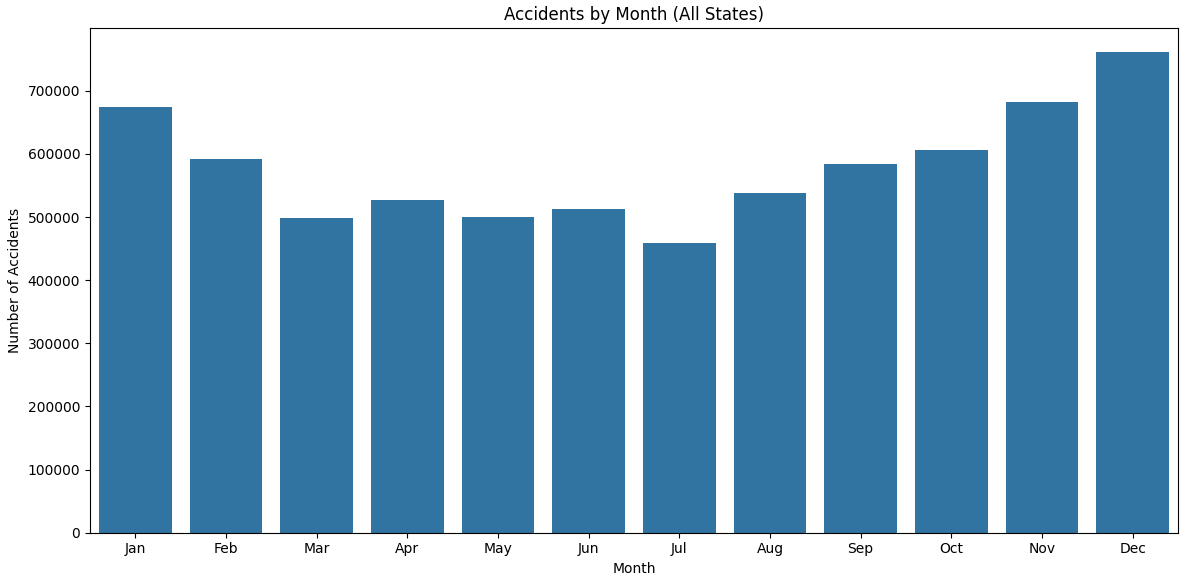 Accidents by Month (All States)
Number of Accidents
700000
600000
500000
400000
300000
200000
100000
0
Jan Feb Mar Apr May Jun Jul Aug Sep Oct Nov Dec
Month